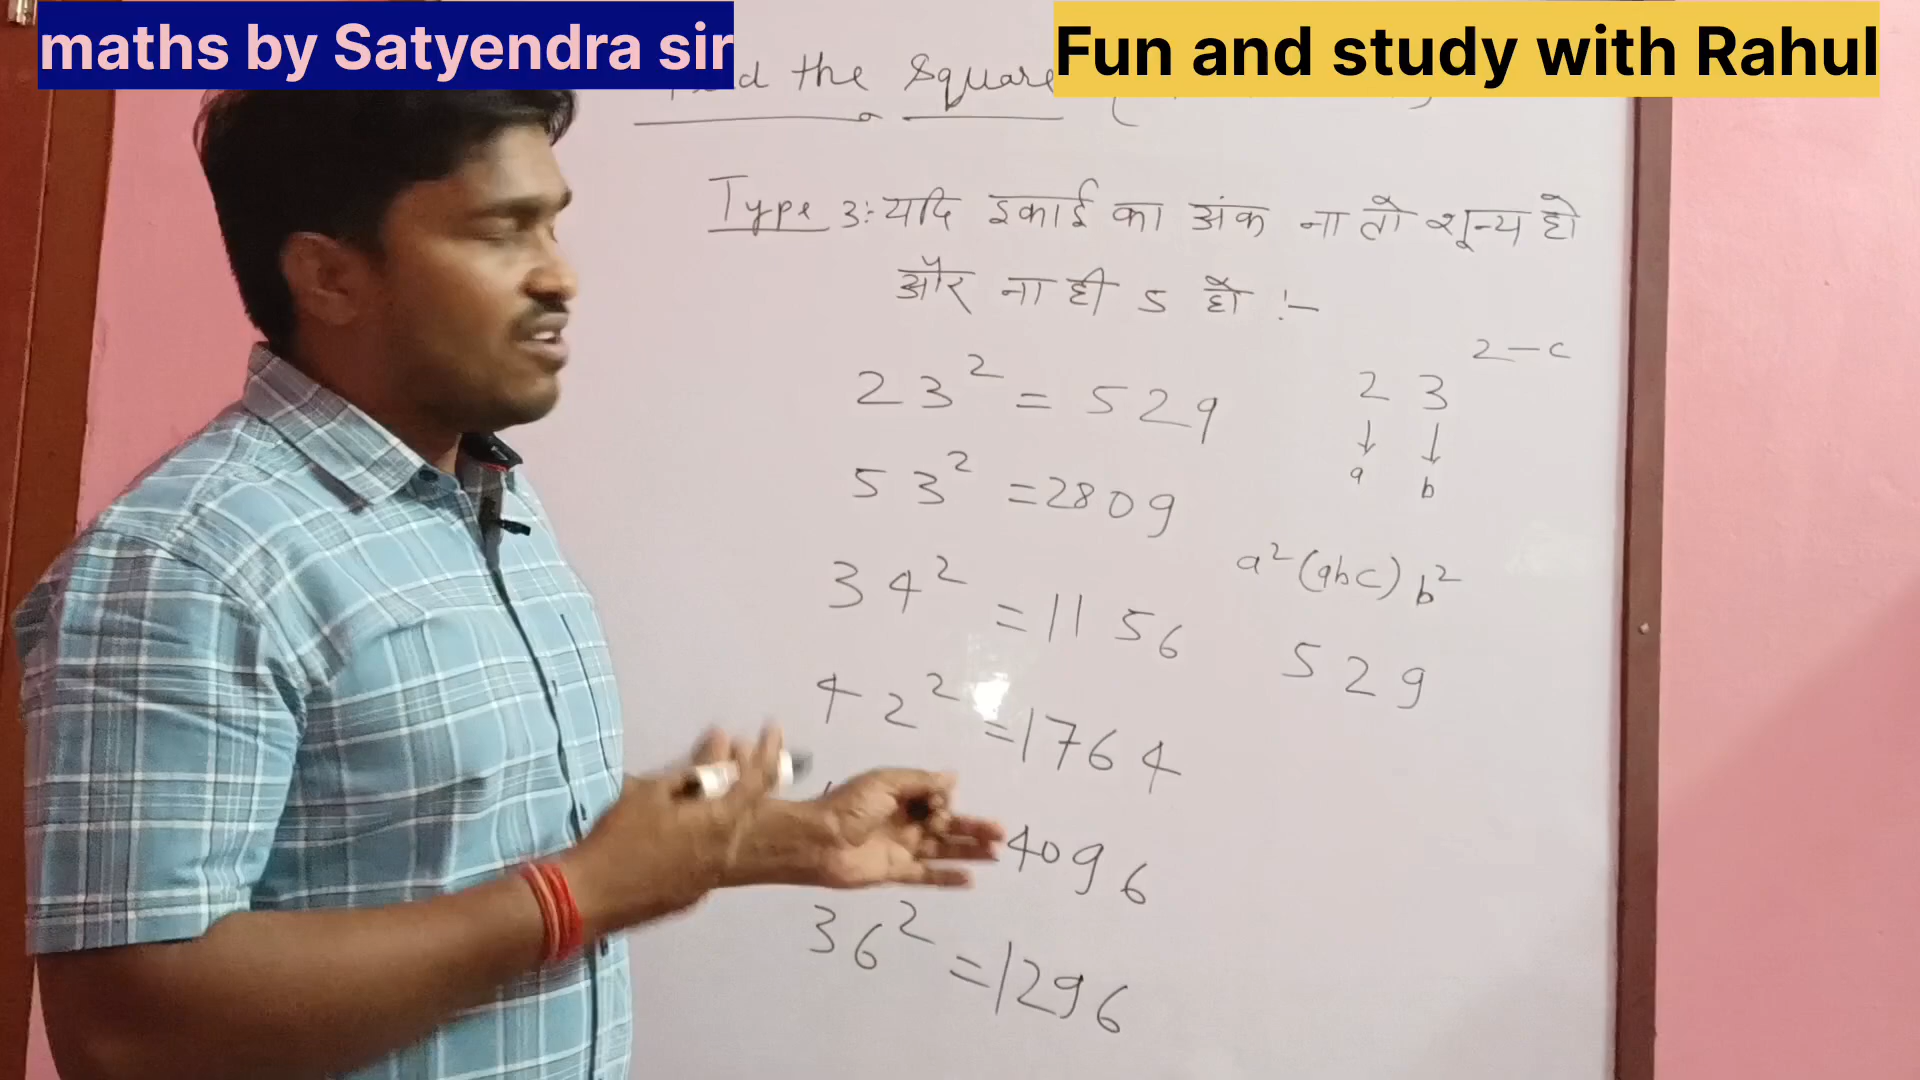 maths by Satyendra sir
Fun and study with Rahul
the Square
Type 3:- यदि इकाई का अंक ना तो शून्य हो
और ना ही 5 हो :-
2 - c
23² = 529
2 3
↓ ↓
a b
53² = 2809
a² (abc) b²
34² = 1156
529
42² = 1764
4096
36² = 1296